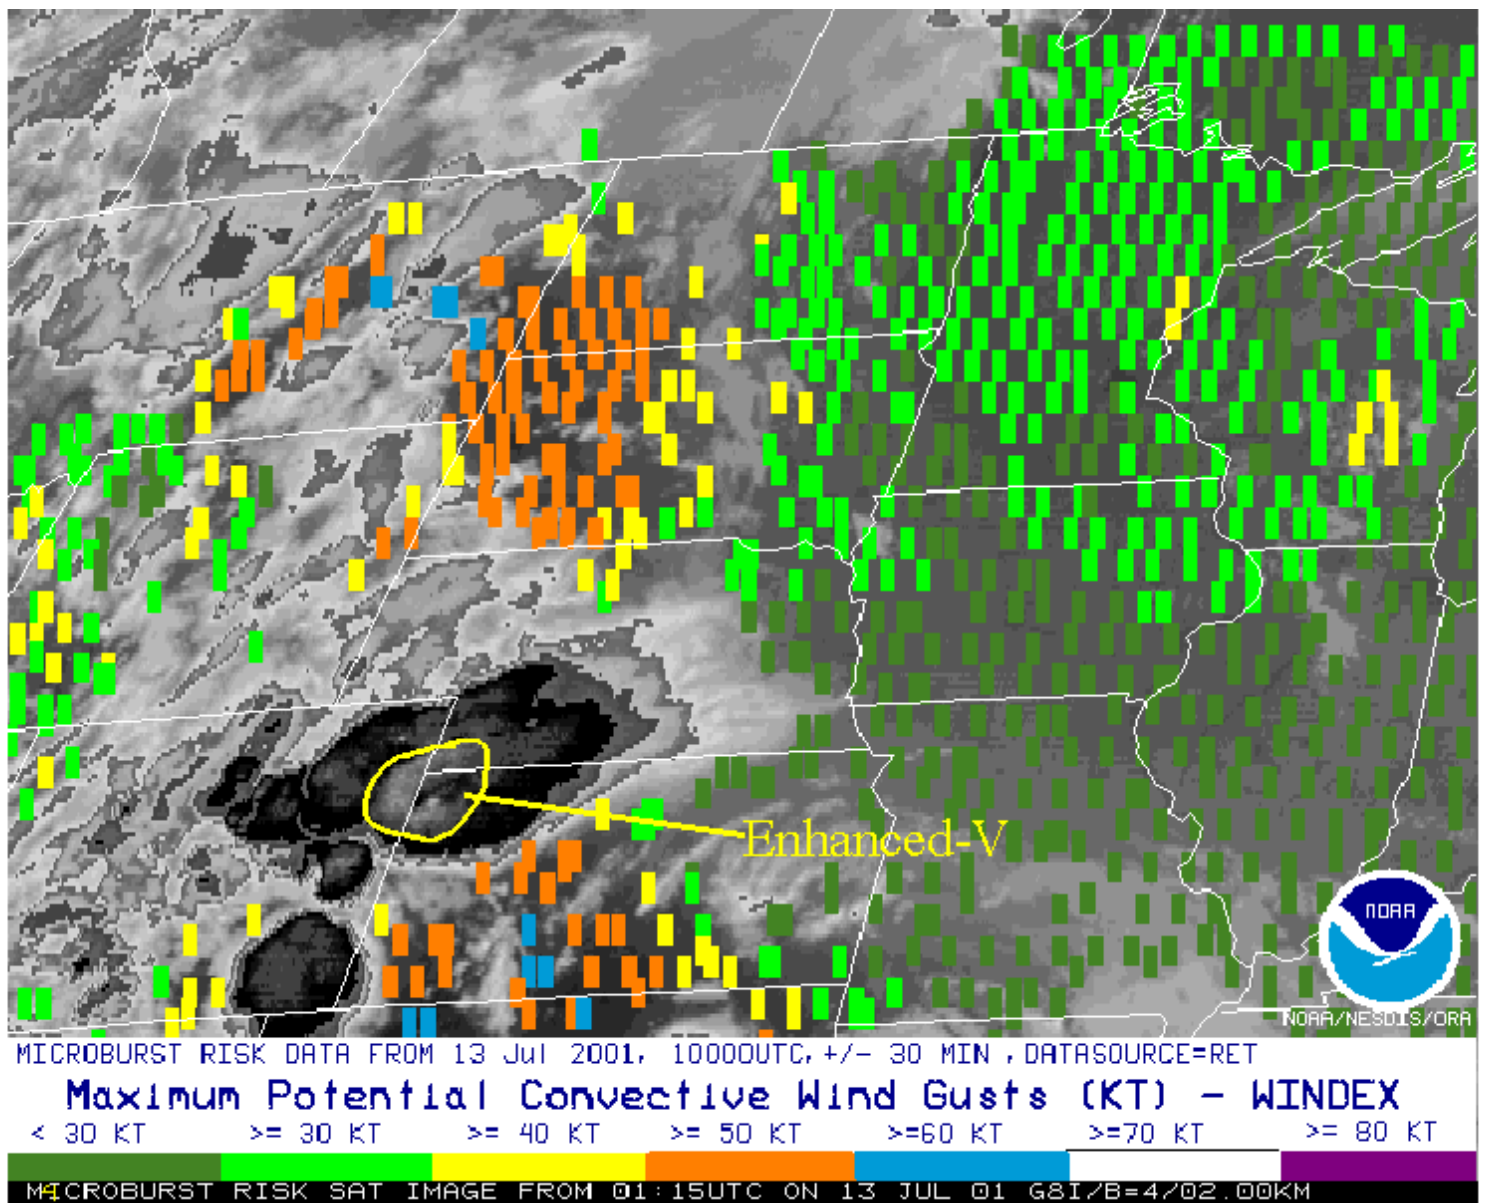 Enhanced-V
NOAA
NOAA/NESDIS/ORA
MICROBURST RISK DATA FROM 13 Jul 2001, 10000UTC, +/- 30 MIN , DATASOURCE=RET
Maximum Potential Convective Wind Gusts (KT) - WINDEX
< 30 KT >= 30 KT >= 40 KT >= 50 KT >=60 KT >=70 KT >= 80 KT
MICROBURST RISK SAT IMAGE FROM 01:15UTC ON 13 JUL 01 G8I/B=4/02.00KM